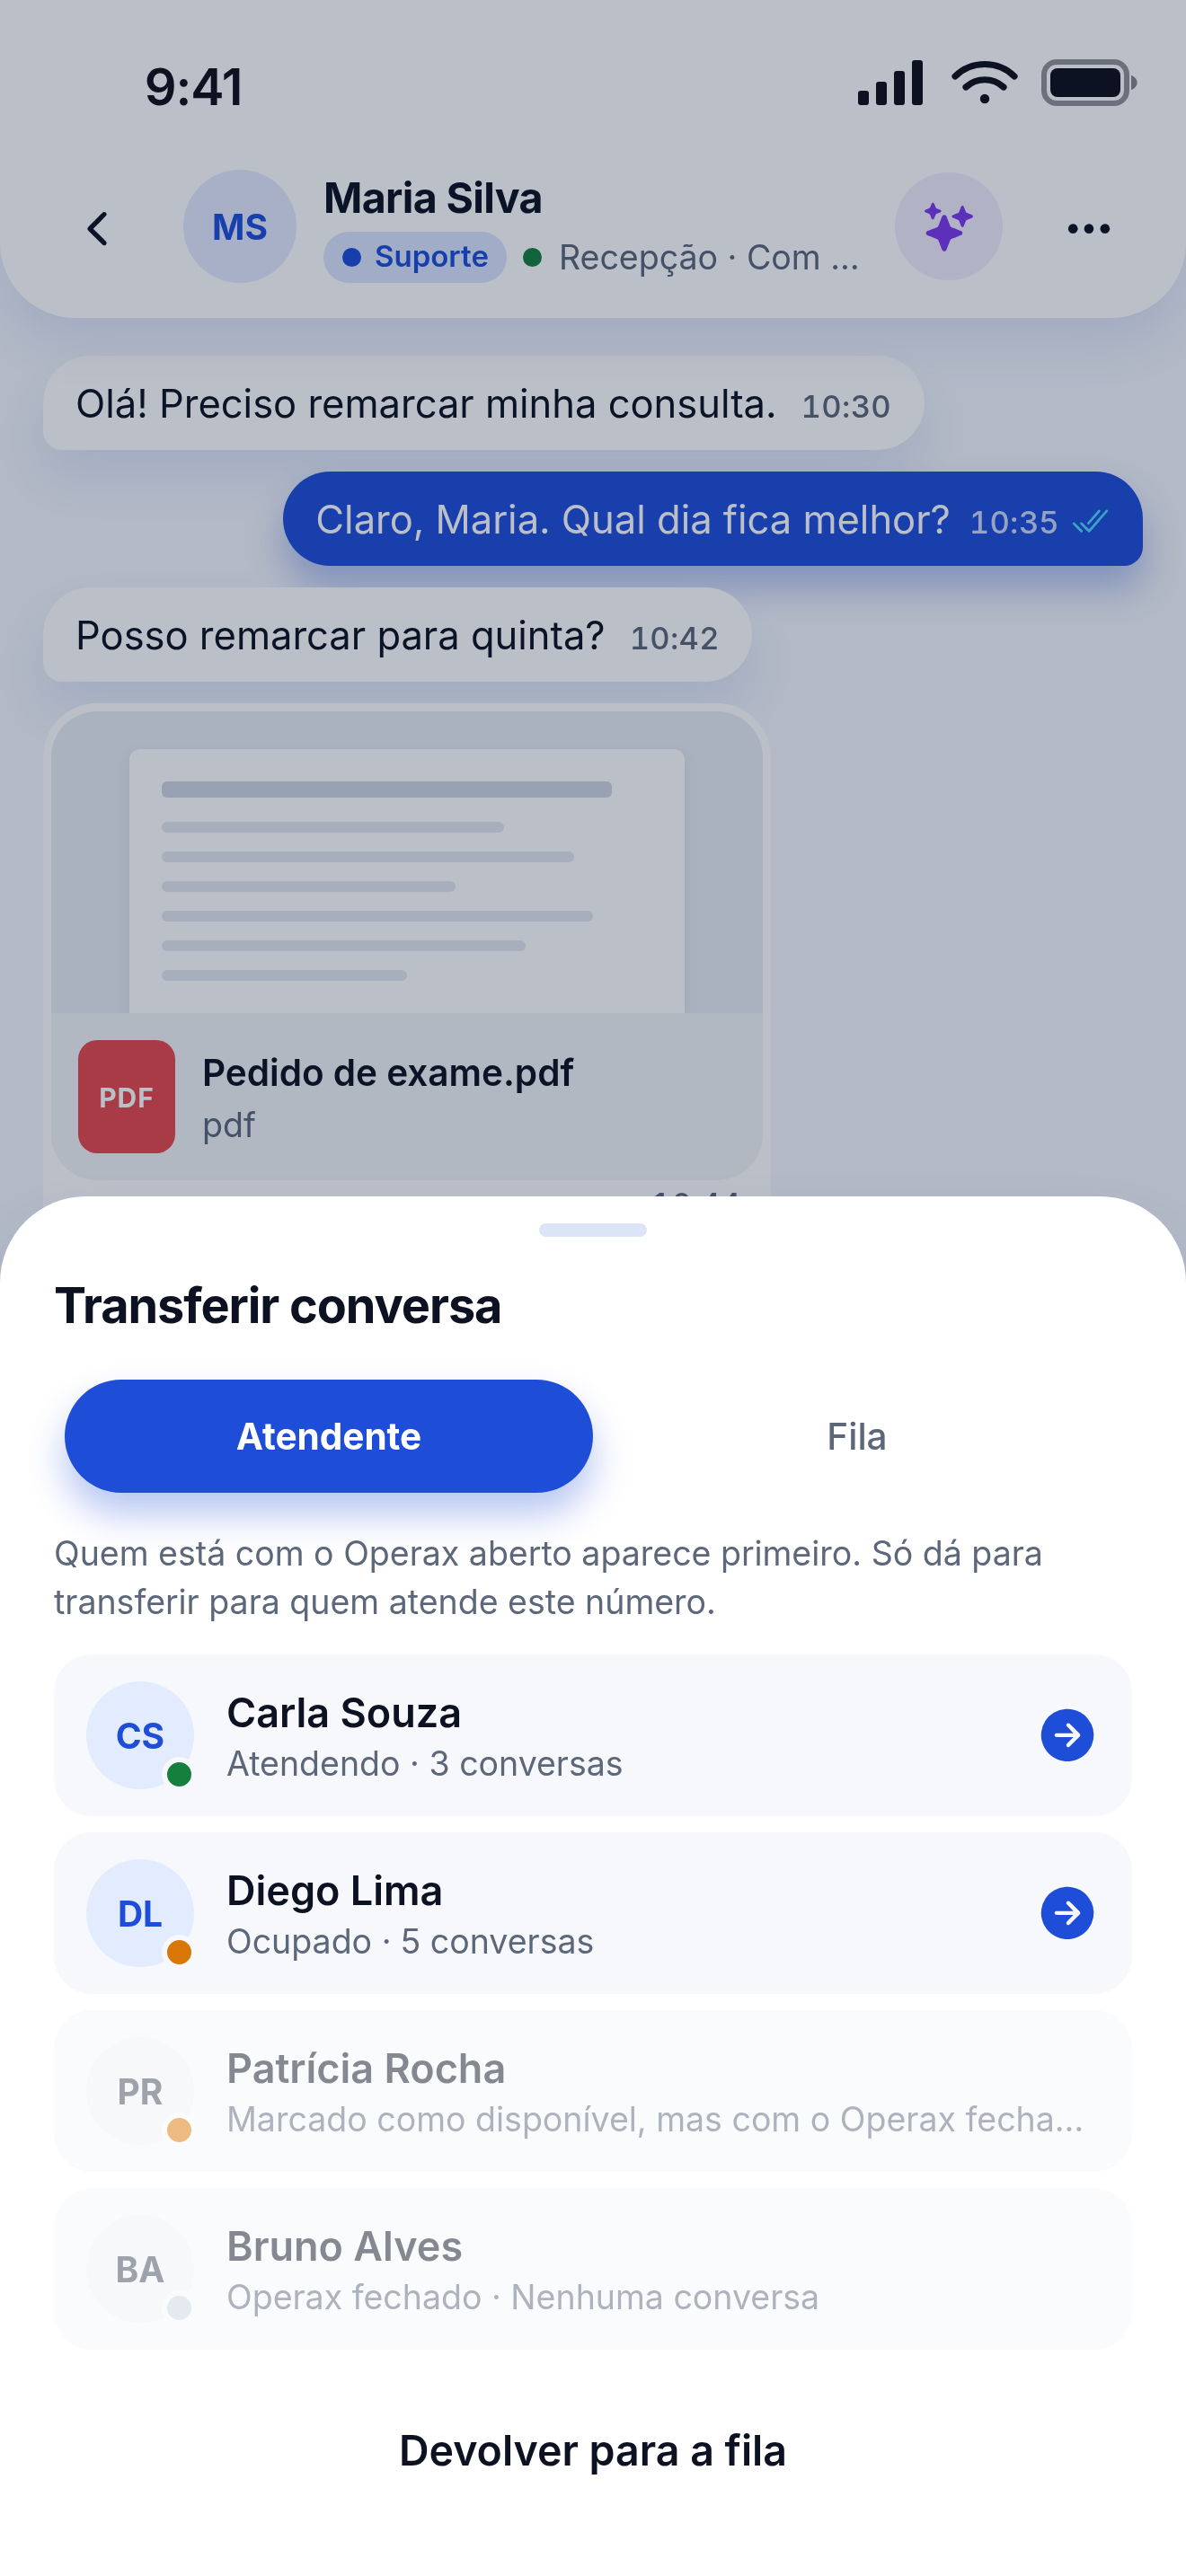 9:41
MS
Maria Silva
Suporte
Recepção · Com ...
Olá! Preciso remarcar minha consulta. 10:30
Claro, Maria. Qual dia fica melhor? 10:35
Posso remarcar para quinta? 10:42
PDF
Pedido de exame.pdf
pdf
Transferir conversa
Atendente
Fila
Quem está com o Operax aberto aparece primeiro. Só dá para
transferir para quem atende este número.
CS
Carla Souza
Atendendo · 3 conversas
DL
Diego Lima
Ocupado · 5 conversas
PR
Patrícia Rocha
Marcado como disponível, mas com o Operax fecha...
BA
Bruno Alves
Operax fechado · Nenhuma conversa
Devolver para a fila